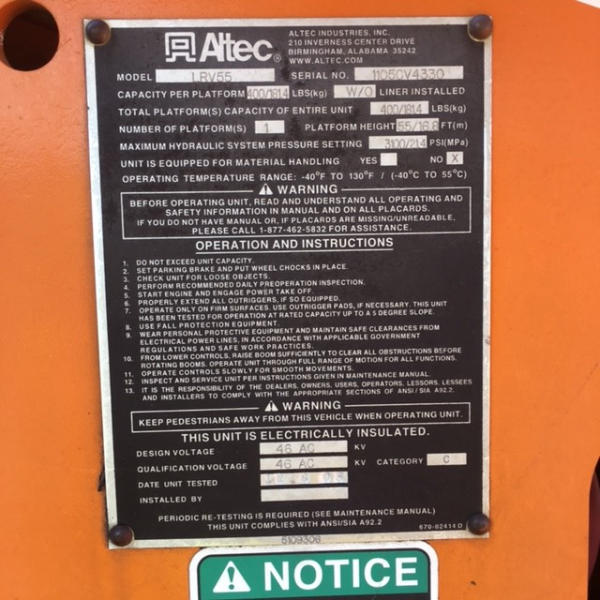 Altec®
ALTEC INDUSTRIES, INC.
210 INVERNESS CENTER DRIVE
BIRMINGHAM, ALABAMA 35242
WWW.ALTEC.COM
MODEL LRV55 SERIAL NO. 1105CV4330
CAPACITY PER PLATFORM 400/181.4 LBS(kg) W/O LINER INSTALLED
TOTAL PLATFORM(S) CAPACITY OF ENTIRE UNIT 400/181.4 LBS(kg)
NUMBER OF PLATFORM(S) 1 PLATFORM HEIGHT 55/16.8 FT(m)
MAXIMUM HYDRAULIC SYSTEM PRESSURE SETTING 3100/21.4 PSI(MPa)
UNIT IS EQUIPPED FOR MATERIAL HANDLING YES NO X
OPERATING TEMPERATURE RANGE: -40°F TO 130°F / (-40°C TO 55°C)
WARNING
BEFORE OPERATING UNIT, READ AND UNDERSTAND ALL OPERATING AND
SAFETY INFORMATION IN MANUAL AND ON ALL PLACARDS.
IF YOU DO NOT HAVE MANUAL OR, IF PLACARDS ARE MISSING/UNREADABLE,
PLEASE CALL 1-877-462-5832 FOR ASSISTANCE.
OPERATION AND INSTRUCTIONS
1. DO NOT EXCEED UNIT CAPACITY.
2. SET PARKING BRAKE AND PUT WHEEL CHOCKS IN PLACE.
3. CHECK UNIT FOR LOOSE OBJECTS.
4. PERFORM RECOMMENDED DAILY PREOPERATION INSPECTION.
5. START ENGINE AND ENGAGE POWER TAKE OFF.
6. PROPERLY EXTEND ALL OUTRIGGERS, IF SO EQUIPPED.
7. OPERATE ONLY ON FIRM SURFACES. USE OUTRIGGER PADS, IF NECESSARY. THIS UNIT
HAS BEEN TESTED FOR OPERATION AT RATED CAPACITY UP TO A 5 DEGREE SLOPE.
8. USE FALL PROTECTION EQUIPMENT.
9. WEAR PERSONAL PROTECTIVE EQUIPMENT AND MAINTAIN SAFE CLEARANCES FROM
ELECTRICAL POWER LINES, IN ACCORDANCE WITH APPLICABLE GOVERNMENT
REGULATIONS AND SAFE WORK PRACTICES.
10. FROM LOWER CONTROLS, RAISE BOOM SUFFICIENTLY TO CLEAR ALL OBSTRUCTIONS BEFORE
ROTATING BOOMS. OPERATE UNIT THROUGH FULL RANGE OF MOTION FOR ALL FUNCTIONS.
11. OPERATE CONTROLS SLOWLY FOR SMOOTH MOVEMENTS.
12. INSPECT AND SERVICE UNIT PER INSTRUCTIONS GIVEN IN MAINTENANCE MANUAL.
13. IT IS THE RESPONSIBILITY OF THE DEALERS, OWNERS, USERS, OPERATORS, LESSORS, LESSEES
AND INSTALLERS TO COMPLY WITH THE APPROPRIATE SECTIONS OF ANSI/SIA A92.2.
WARNING
KEEP PEDESTRIANS AWAY FROM THIS VEHICLE WHEN OPERATING UNIT.
THIS UNIT IS ELECTRICALLY INSULATED.
DESIGN VOLTAGE 46 AC KV
QUALIFICATION VOLTAGE 46 AC KV CATEGORY C
DATE UNIT TESTED
INSTALLED BY
PERIODIC RE-TESTING IS REQUIRED (SEE MAINTENANCE MANUAL)
THIS UNIT COMPLIES WITH ANSI/SIA A92.2
670-82414 D
5109306
NOTICE